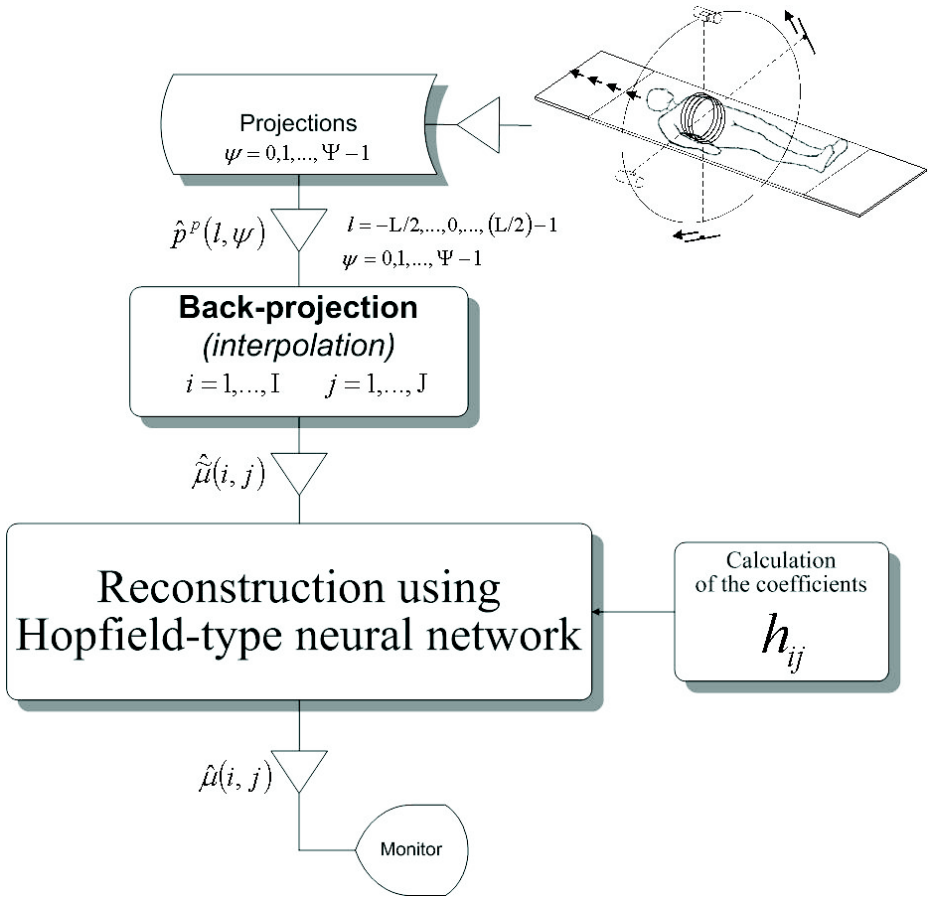 Projections
ψ = 0,1,..., Ψ − 1
p̂ᵖ(l,ψ)
l = −L/2,...,0,..., (L/2)−1
ψ = 0,1,..., Ψ − 1
Back-projection
(interpolation)
i = 1,..., I j = 1,..., J
μ̃̂(i, j)
Reconstruction using
Hopfield-type neural network
Calculation
of the coefficients
hᵢⱼ
μ̂(i, j)
Monitor